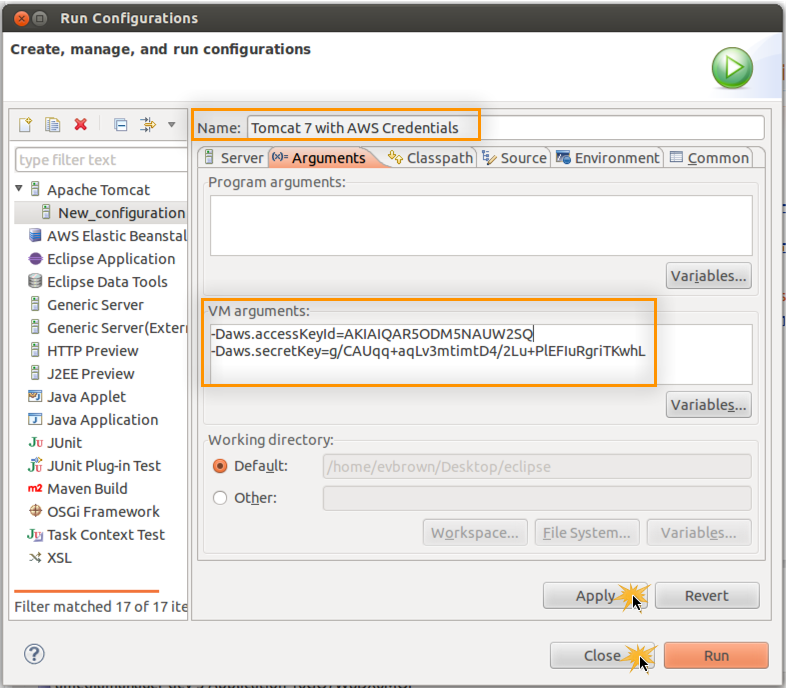 Run Configurations
Create, manage, and run configurations
Name: Tomcat 7 with AWS Credentials
type filter text
Server (x)= Arguments Classpath Source Environment Common
Apache Tomcat
New_configuration
AWS Elastic Beanstal
Eclipse Application
Eclipse Data Tools
Generic Server
Generic Server(Exter
HTTP Preview
J2EE Preview
Java Applet
Java Application
Ju JUnit
JUnit Plug-in Test
m2 Maven Build
OSGi Framework
Task Context Test
XSL
Filter matched 17 of 17 ite
Program arguments:
Variables...
VM arguments:
-Daws.accessKeyId=AKIAIQAR5ODM5NAUW2SQ
-Daws.secretKey=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
Variables...
Working directory:
Default: /home/evbrown/Desktop/eclipse
Other:
Workspace... File System... Variables...
Apply Revert
? Close Run